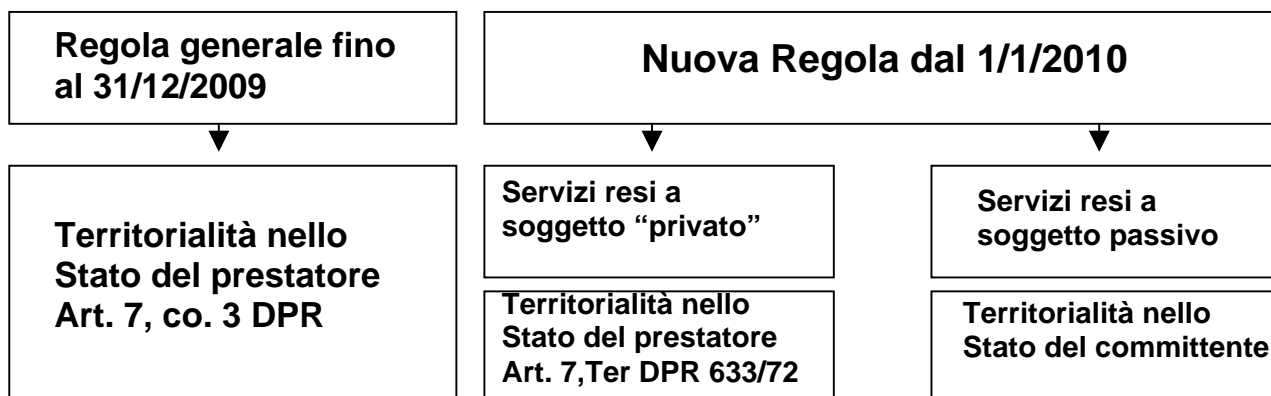 Regola generale fino
al 31/12/2009
Nuova Regola dal 1/1/2010
Territorialità nello
Stato del prestatore
Art. 7, co. 3 DPR
Servizi resi a
soggetto “privato”
Territorialità nello
Stato del prestatore
Art. 7,Ter DPR 633/72
Servizi resi a
soggetto passivo
Territorialità nello
Stato del committente